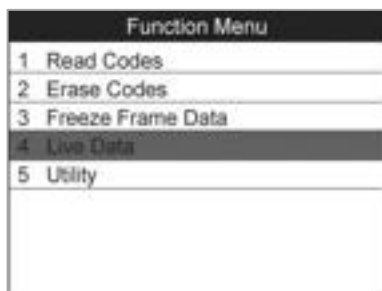 Function Menu
1 Read Codes
2 Erase Codes
3 Freeze Frame Data
4 Live Data
5 Utility